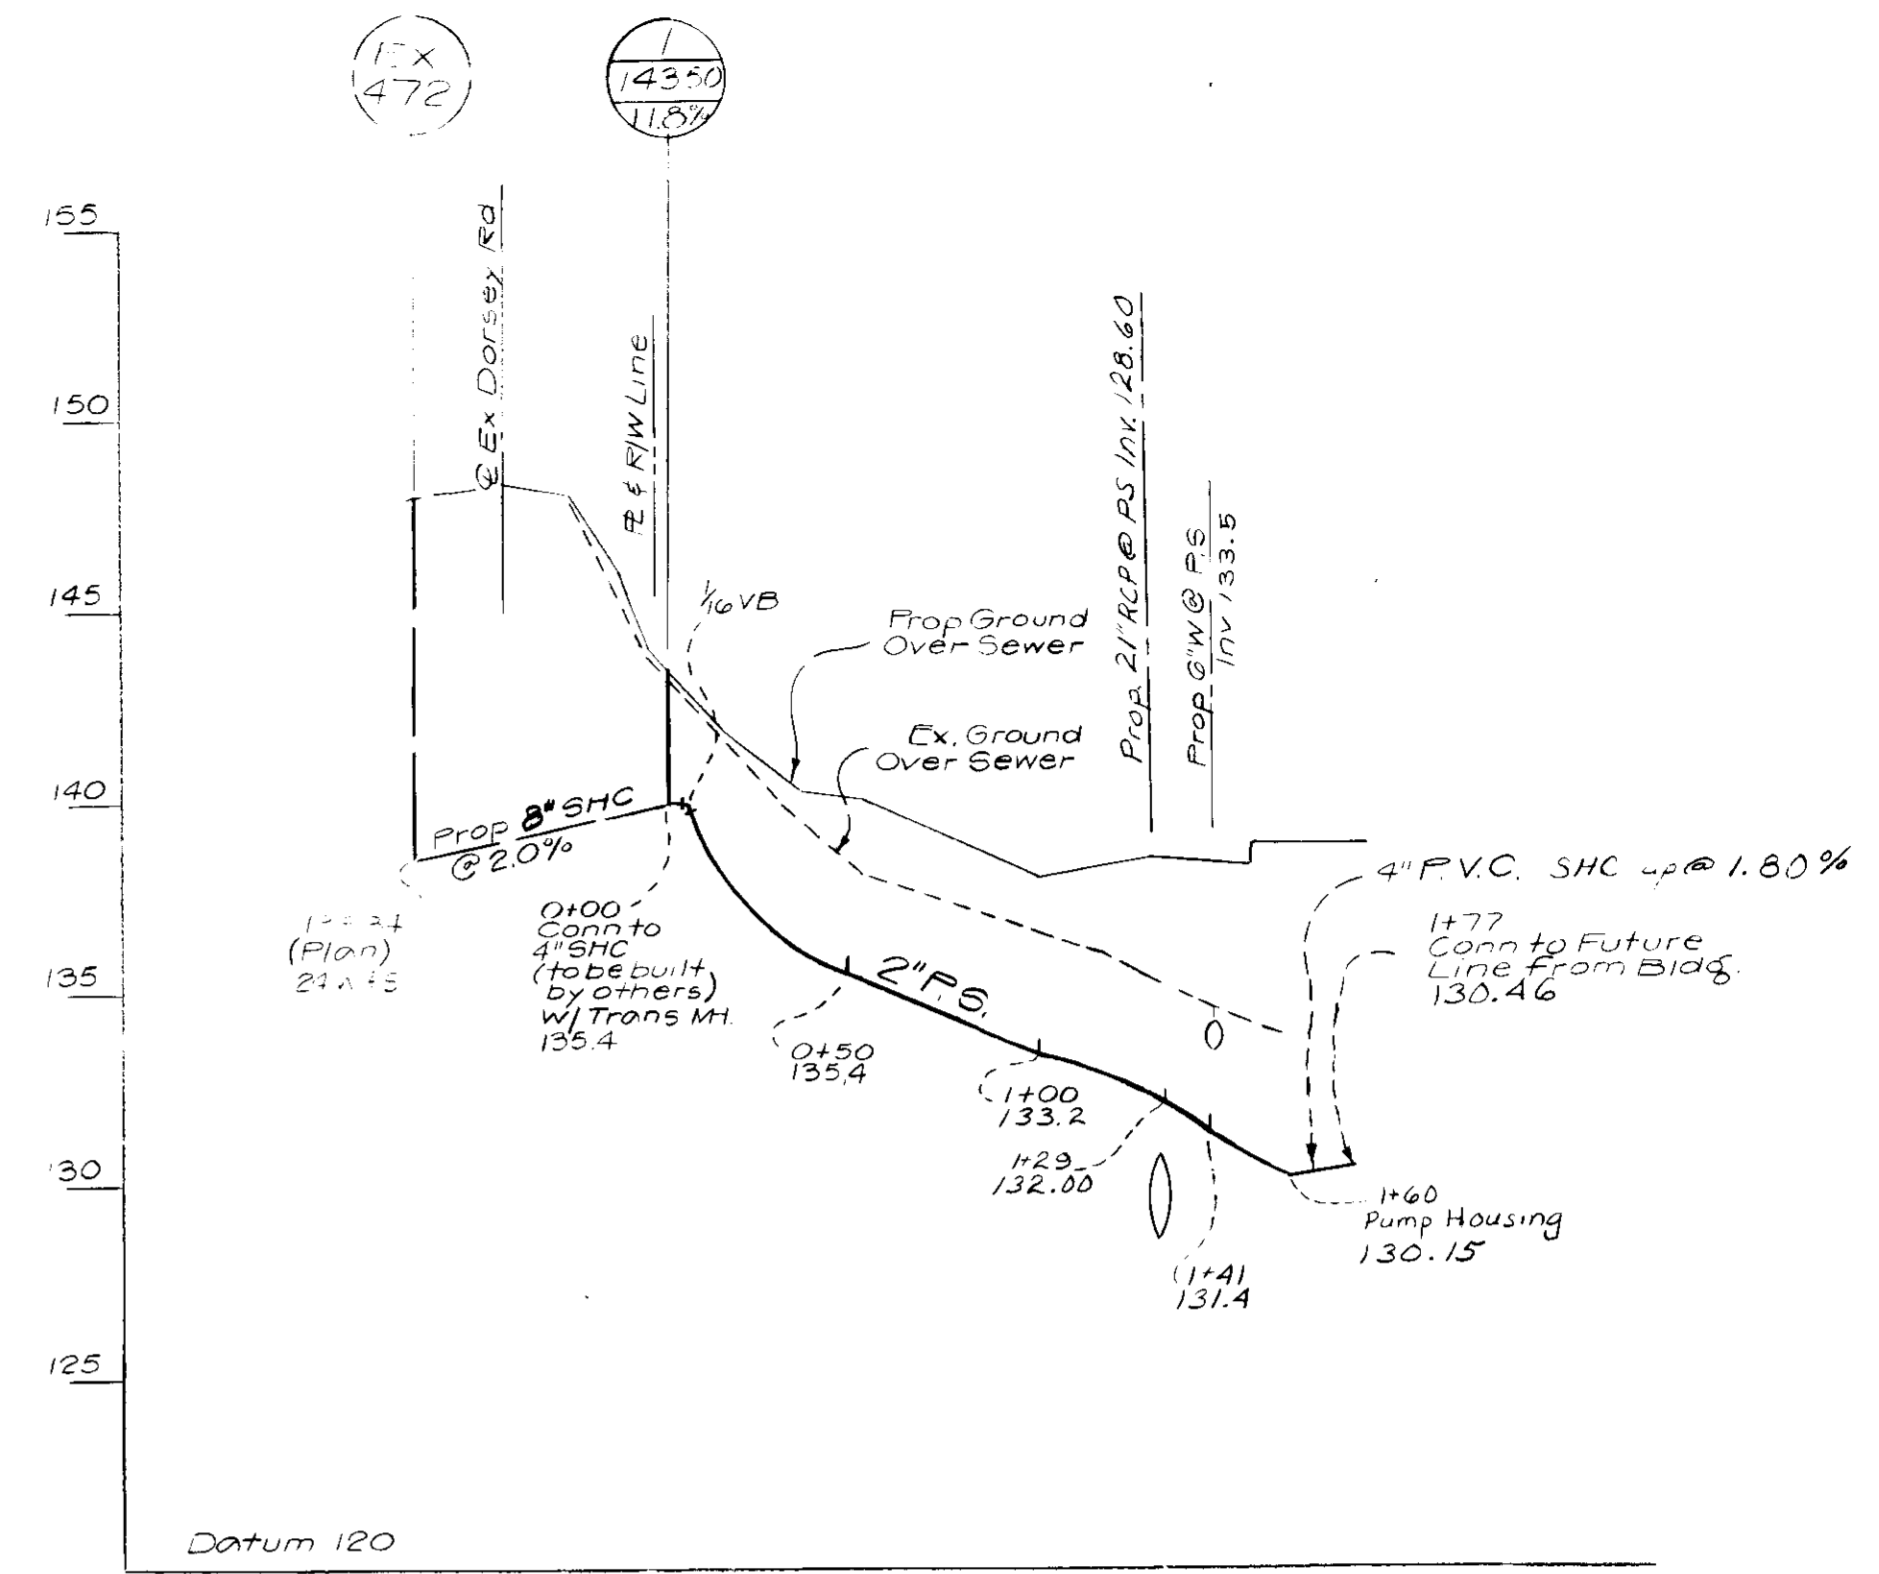 EX
472
1
14350
11.8%
155
150
145
140
135
130
125
℄ Ex Dorsey Rd
PL & R/W Line
1/16 VB
Prop Ground
Over Sewer
Ex. Ground
Over Sewer
Prop 21" RCP @ P.S Inv. 128.60
Prop 6"W @ P.S
Inv 133.5
Prop 8" SHC
@ 2.0%
(Plan)
0+00
Conn to
4" SHC
(to be built
by others)
W/ Trans MH.
135.4
2" P.S.
0+50
135.4
1+00
133.2
1+29
132.00
1+41
131.4
4" P.V.C. SHC up @ 1.80%
1+77
Conn to Future
Line from Bldg.
130.46
1+60
Pump Housing
130.15
Datum 120